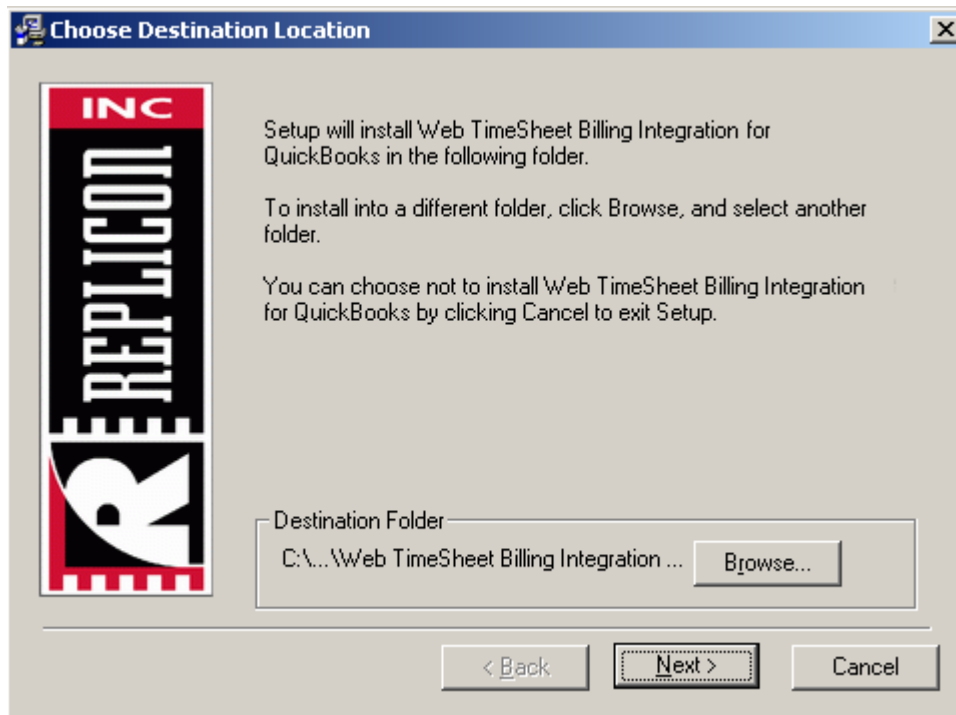 Choose Destination Location
INC
REPLICON
R
Setup will install Web TimeSheet Billing Integration for
QuickBooks in the following folder.
To install into a different folder, click Browse, and select another
folder.
You can choose not to install Web TimeSheet Billing Integration
for QuickBooks by clicking Cancel to exit Setup.
Destination Folder
C:\...\Web TimeSheet Billing Integration ...
Browse...
< Back
Next >
Cancel